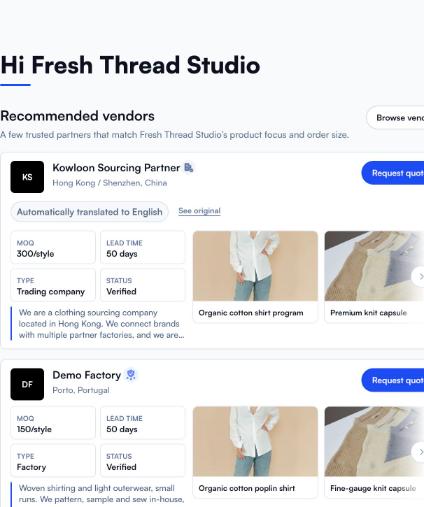 Hi Fresh Thread Studio
Recommended vendors
Browse vend
A few trusted partners that match Fresh Thread Studio's product focus and order size.
KS
Kowloon Sourcing Partner
Hong Kong / Shenzhen, China
Request quot
Automatically translated to English
See original
MOQ
300/style
LEAD TIME
50 days
TYPE
Trading company
STATUS
Verified
Organic cotton shirt program
Premium knit capsule
We are a clothing sourcing company
located in Hong Kong. We connect brands
with multiple partner factories, and we are...
DF
Demo Factory
Porto, Portugal
Request quot
MOQ
150/style
LEAD TIME
50 days
TYPE
Factory
STATUS
Verified
Organic cotton poplin shirt
Fine-gauge knit capsule
Woven shirting and light outerwear, small
runs. We pattern, sample and sew in-house,